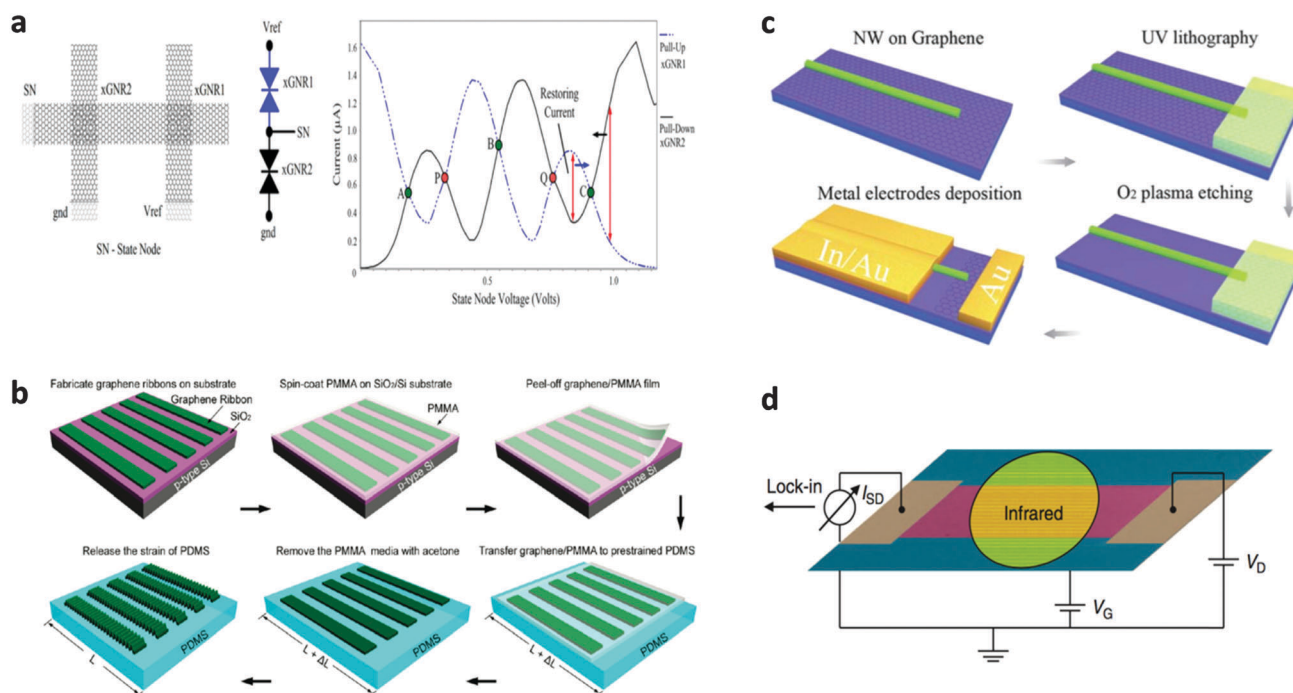 a
SN
xGNR2
xGNR1
gnd
Vref
SN - State Node
Vref
xGNR1
SN
xGNR2
gnd
Current (µA)
1.6
1.4
1.2
1.0
0.8
0.6
0.4
0.2
0
0.5
1.0
State Node Voltage (Volts)
A
P
B
Q
C
Restoring
Current
Pull-Up
xGNR1
Pull-Down
xGNR2
b
Fabricate graphene ribbons on substrate
Graphene Ribbon
SiO₂
p-type Si
Spin-coat PMMA on SiO₂/Si substrate
PMMA
p-type Si
Peel-off graphene/PMMA film
p-type Si
Release the strain of PDMS
PDMS
L
Remove the PMMA media with acetone
PDMS
L + ΔL
Transfer graphene/PMMA to prestrained PDMS
PDMS
L + ΔL
c
NW on Graphene
UV lithography
Metal electrodes deposition
In/Au
Au
O₂ plasma etching
d
Lock-in
I_SD
Infrared
V_D
V_G